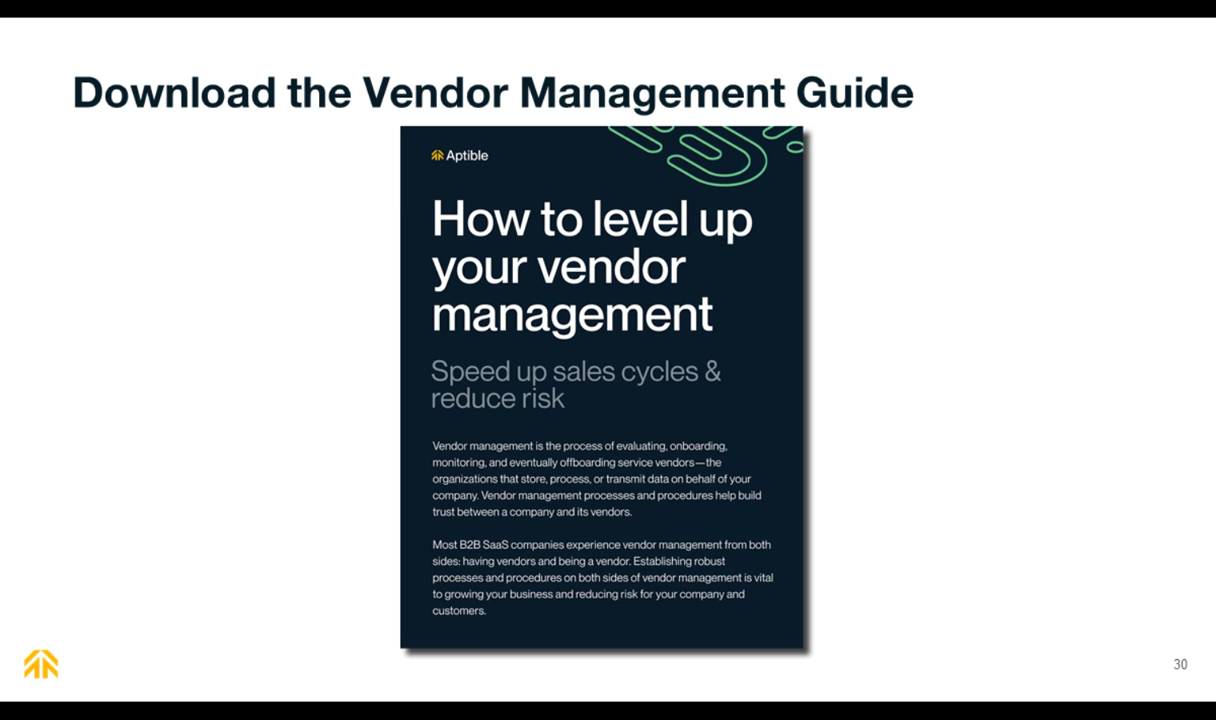 Download the Vendor Management Guide
Aptible
How to level up
your vendor
management
Speed up sales cycles &
reduce risk
Vendor management is the process of evaluating, onboarding,
monitoring, and eventually offboarding service vendors—the
organizations that store, process, or transmit data on behalf of your
company. Vendor management processes and procedures help build
trust between a company and its vendors.
Most B2B SaaS companies experience vendor management from both
sides: having vendors and being a vendor. Establishing robust
processes and procedures on both sides of vendor management is vital
to growing your business and reducing risk for your company and
customers.
30